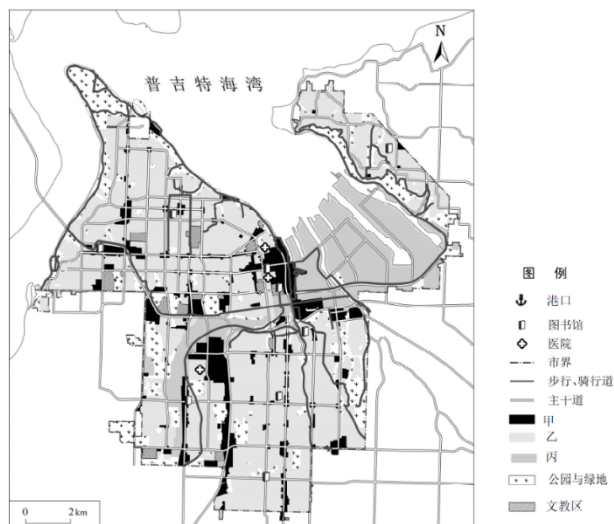 N
普吉特海湾
图 例
港口
图书馆
医院
市界
步行、骑行道
主干道
甲
乙
丙
公园与绿地
文教区
0 2 km